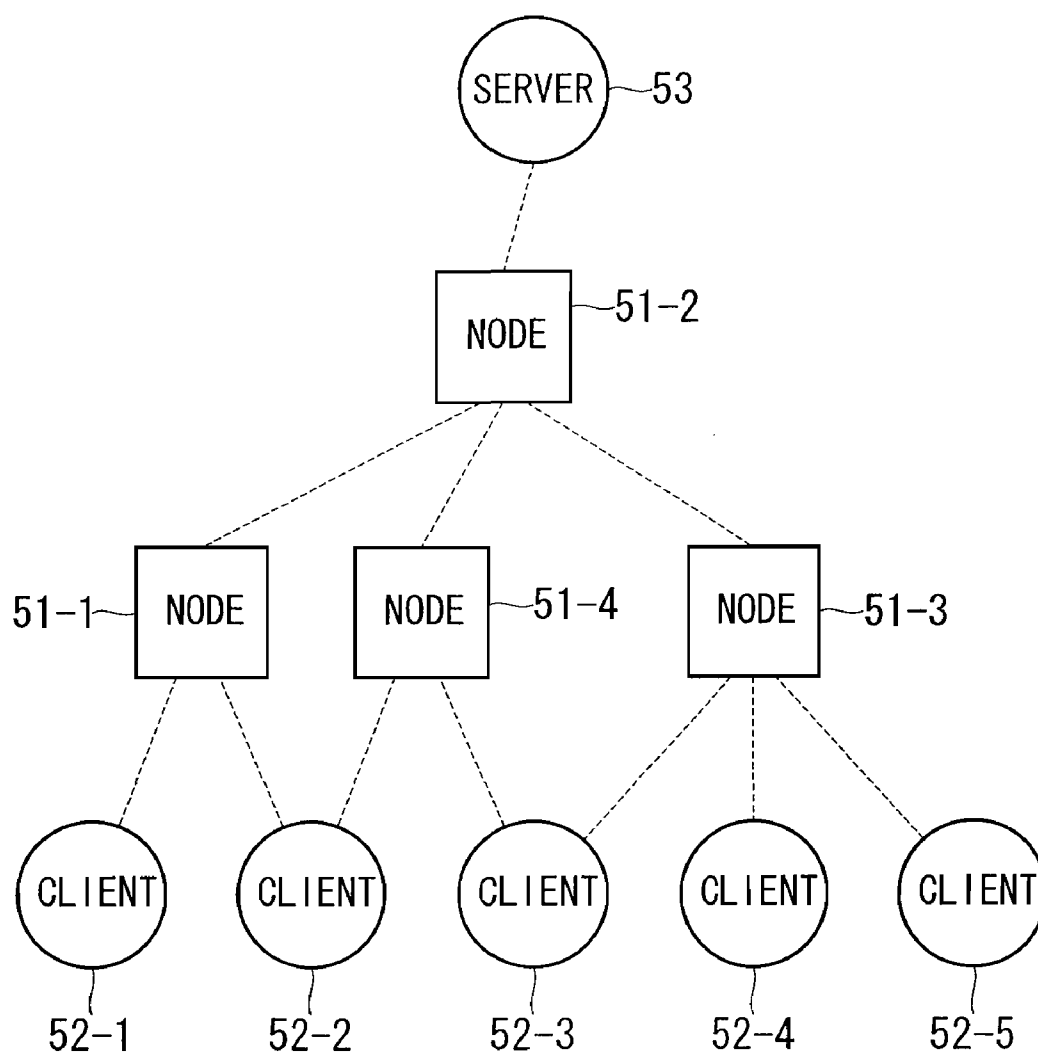 SERVER
53
NODE
51-2
51-1
NODE
NODE
51-4
NODE
51-3
CLIENT
CLIENT
CLIENT
CLIENT
CLIENT
52-1
52-2
52-3
52-4
52-5